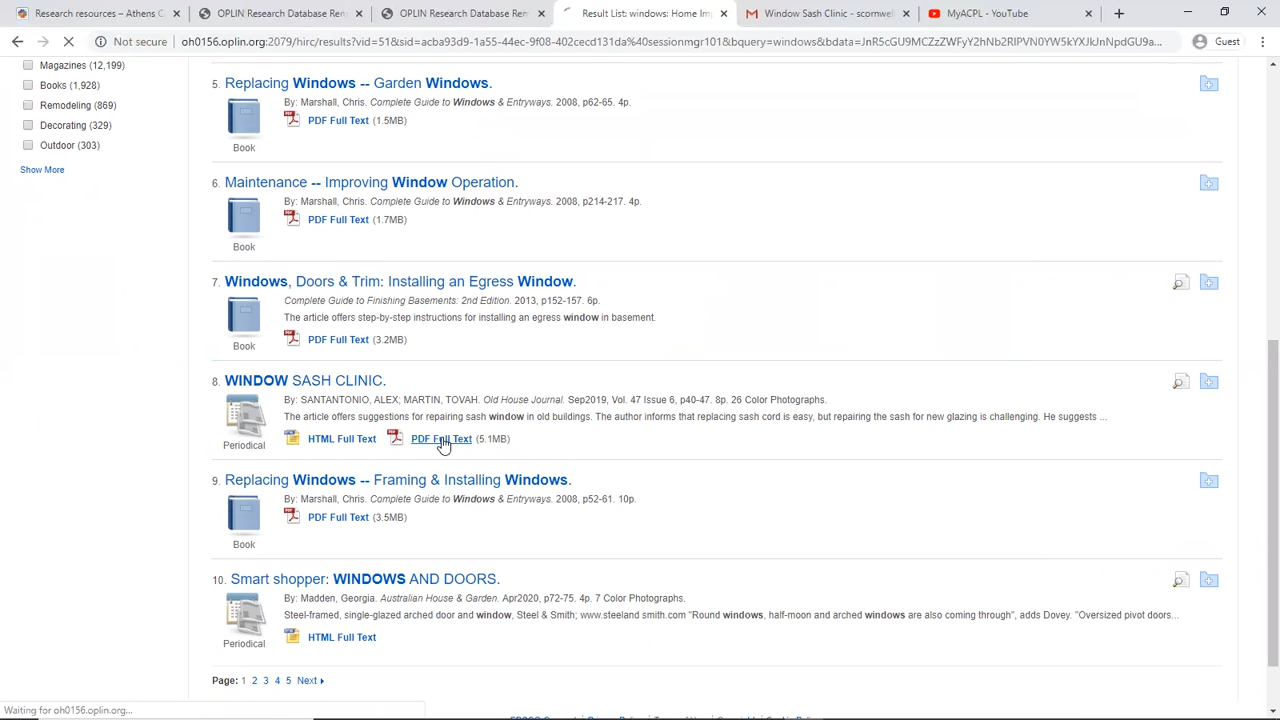 Research resources – Athens C
OPLIN Research Database Rem
OPLIN Research Database Rem
Result List: windows: Home Im
Window Sash Clinic - scornwell
MyACPL - YouTube
Not secure | oh0156.oplin.org:2079/hirc/results?vid=51&sid=acba93d9-1a55-44ec-9f08-402cecd131da%40sessionmgr101&bquery=windows&bdata=JnR5cGU9MCZzZWFyY2hNb2RlPVN0YW5kYXJkJnNpdGU9a...
Guest
Magazines (12,199)
Books (1,928)
Remodeling (869)
Decorating (329)
Outdoor (303)
Show More
5. Replacing Windows -- Garden Windows.
By: Marshall, Chris. Complete Guide to Windows & Entryways. 2008, p62-65. 4p.
PDF Full Text (1.5MB)
Book
6. Maintenance -- Improving Window Operation.
By: Marshall, Chris. Complete Guide to Windows & Entryways. 2008, p214-217. 4p.
PDF Full Text (1.7MB)
Book
7. Windows, Doors & Trim: Installing an Egress Window.
Complete Guide to Finishing Basements: 2nd Edition. 2013, p152-157. 6p.
The article offers step-by-step instructions for installing an egress window in basement.
PDF Full Text (3.2MB)
Book
8. WINDOW SASH CLINIC.
By: SANTANTONIO, ALEX; MARTIN, TOVAH. Old House Journal. Sep2019, Vol. 47 Issue 6, p40-47. 8p. 26 Color Photographs.
The article offers suggestions for repairing sash window in old buildings. The author informs that replacing sash cord is easy, but repairing the sash for new glazing is challenging. He suggests ...
HTML Full Text PDF Full Text (5.1MB)
Periodical
9. Replacing Windows -- Framing & Installing Windows.
By: Marshall, Chris. Complete Guide to Windows & Entryways. 2008, p52-61. 10p.
PDF Full Text (3.5MB)
Book
10. Smart shopper: WINDOWS AND DOORS.
By: Madden, Georgia. Australian House & Garden. Apr2020, p72-75. 4p. 7 Color Photographs.
Steel-framed, single-glazed arched door and window, Steel & Smith; www.steeland smith.com "Round windows, half-moon and arched windows are also coming through", adds Dovey. "Oversized pivot doors...
HTML Full Text
Periodical
Page: 1 2 3 4 5 Next
Waiting for oh0156.oplin.org...